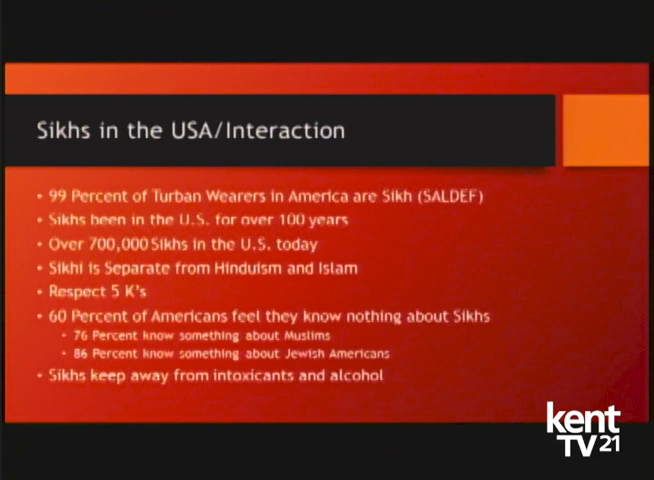 Sikhs in the USA/Interaction
• 99 Percent of Turban Wearers in America are Sikh (SALDEF)
• Sikhs been in the U.S. for over 100 years
• Over 700,000 Sikhs in the U.S. today
• Sikhi is Separate from Hinduism and Islam
• Respect 5 K's
• 60 Percent of Americans feel they know nothing about Sikhs
• 76 Percent know something about Muslims
• 86 Percent know something about Jewish Americans
• Sikhs keep away from intoxicants and alcohol
kent
TV21